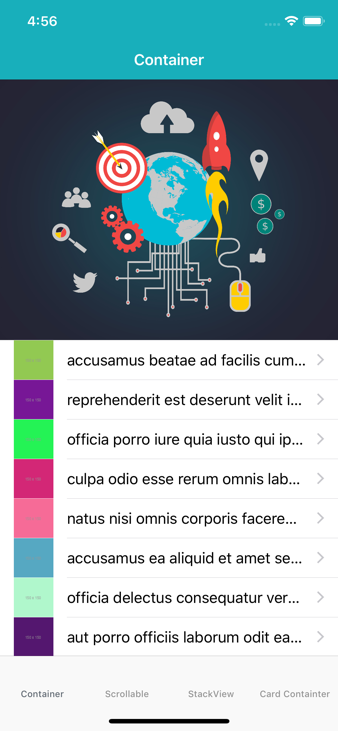 4:56
Container
$
$
$
accusamus beatae ad facilis cum...
reprehenderit est deserunt velit i...
officia porro iure quia iusto qui ip...
culpa odio esse rerum omnis lab...
natus nisi omnis corporis facere...
accusamus ea aliquid et amet se...
officia delectus consequatur ver...
aut porro officiis laborum odit ea...
Container Scrollable StackView Card Containter